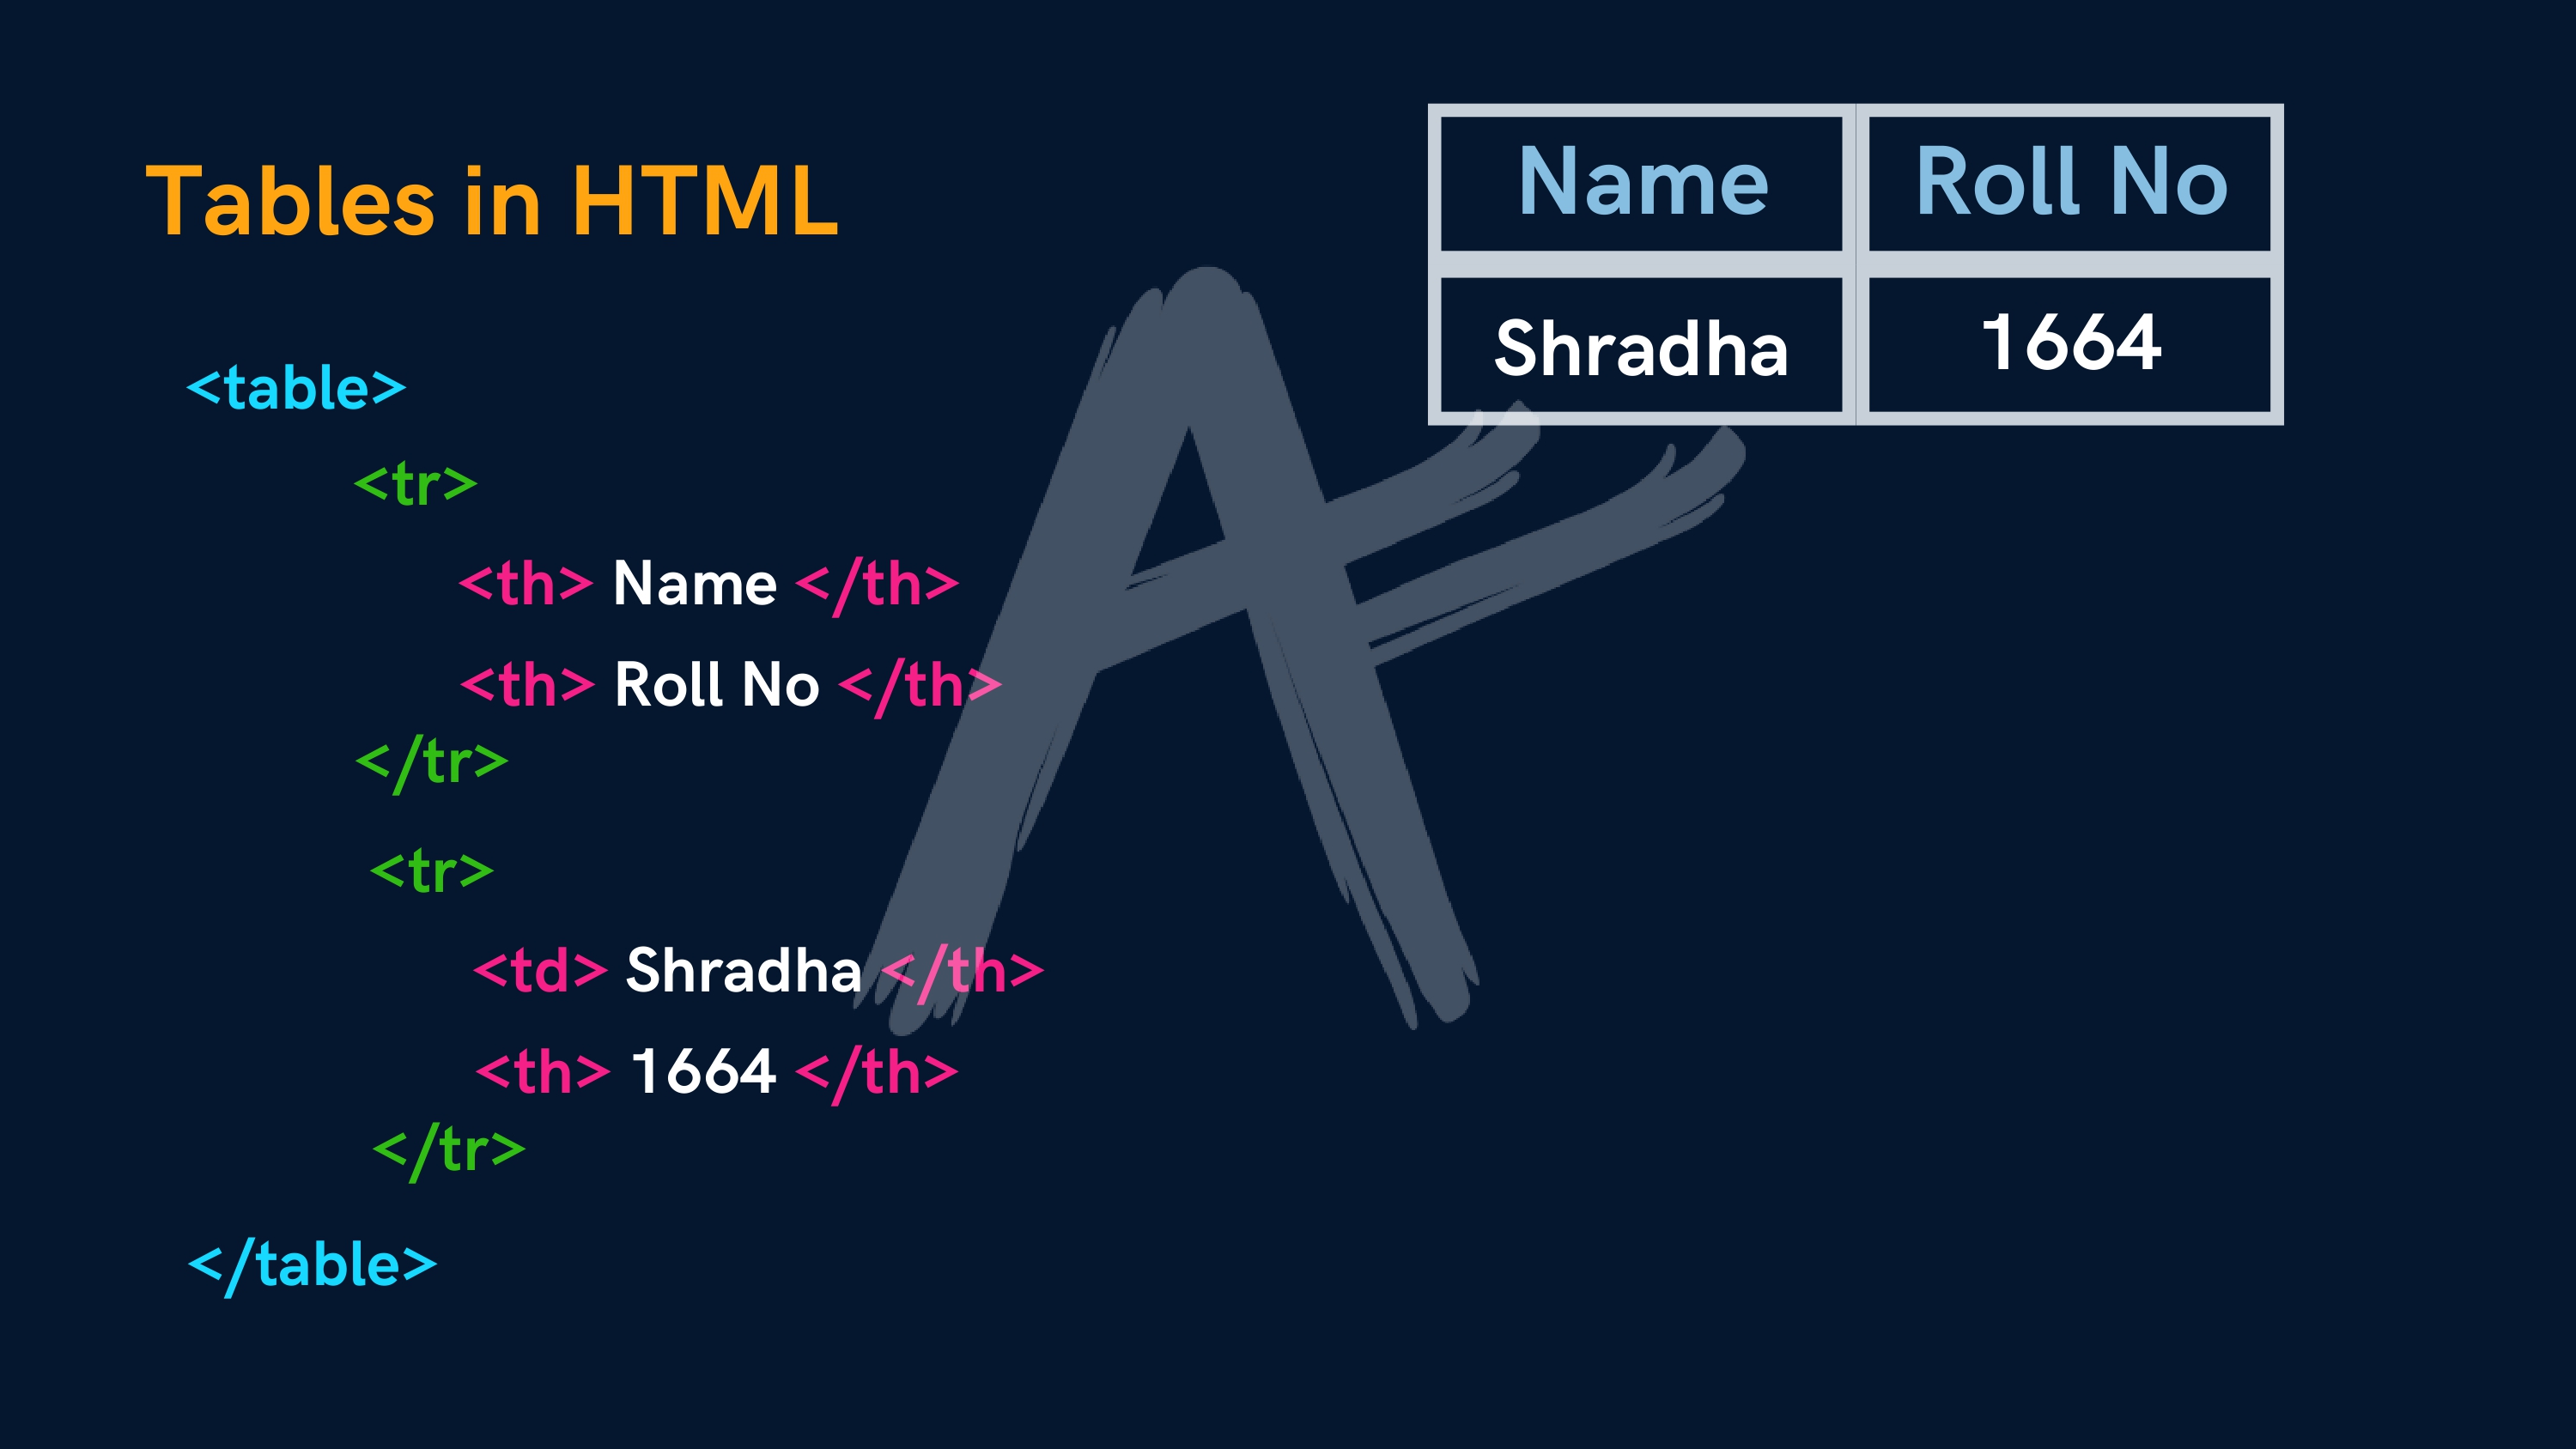 Tables in HTML
<table>
<tr>
<th> Name </th>
<th> Roll No </th>
</tr>
<tr>
<td> Shradha </th>
<th> 1664 </th>
</tr>
</table>
Name Roll No
Shradha 1664
A